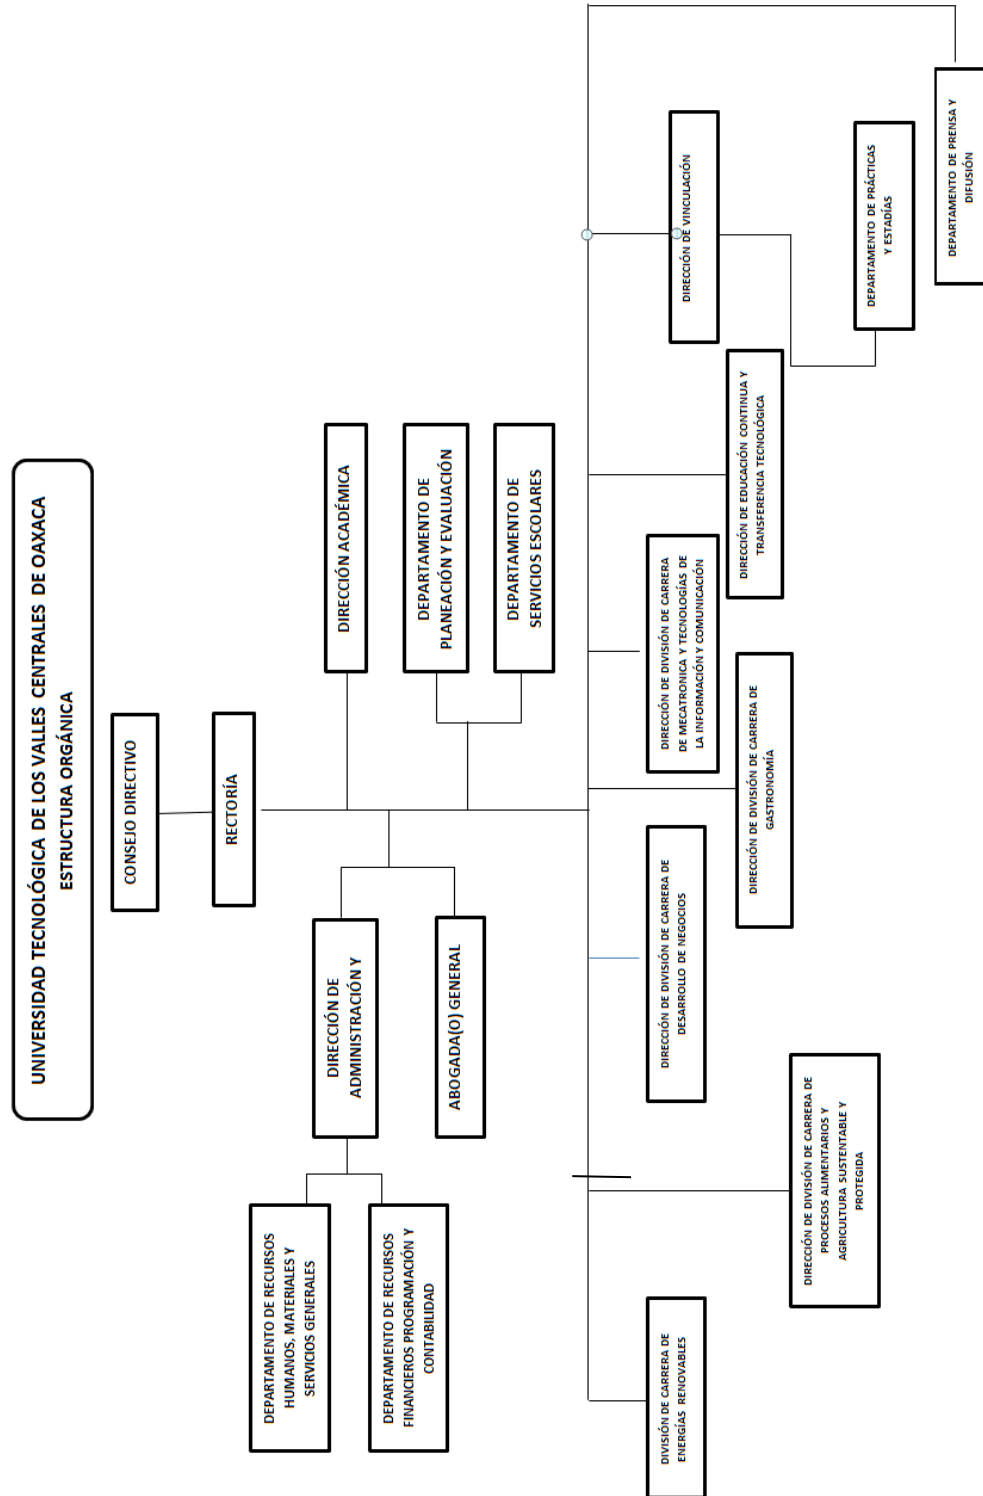 UNIVERSIDAD TECNOLÓGICA DE LOS VALLES CENTRALES DE OAXACA
ESTRUCTURA ORGÁNICA
CONSEJO DIRECTIVO
RECTORÍA
DIRECCIÓN DE
ADMINISTRACIÓN Y
DIRECCIÓN ACADÉMICA
DEPARTAMENTO DE RECURSOS
HUMANOS, MATERIALES Y
SERVICIOS GENERALES
DEPARTAMENTO DE RECURSOS
FINANCIEROS PROGRAMACIÓN Y
CONTABILIDAD
ABOGADA(O) GENERAL
DEPARTAMENTO DE
PLANEACIÓN Y EVALUACIÓN
DEPARTAMENTO DE
SERVICIOS ESCOLARES
DIVISIÓN DE CARRERA DE
ENERGÍAS RENOVABLES
DIRECCIÓN DE DIVISIÓN DE CARRERA DE
PROCESOS ALIMENTARIOS Y
AGRICULTURA SUSTENTABLE Y
PROTEGIDA
DIRECCIÓN DE DIVISIÓN DE CARRERA DE
DESARROLLO DE NEGOCIOS
DIRECCIÓN DE DIVISIÓN DE CARRERA DE
GASTRONOMÍA
DIRECCIÓN DE DIVISIÓN DE CARRERA
DE MECATRONICA Y TECNOLOGÍAS DE
LA INFORMACIÓN Y COMUNICACIÓN
DIRECCIÓN DE EDUCACIÓN CONTINUA Y
TRANSFERENCIA TECNOLÓGICA
DIRECCIÓN DE VINCULACIÓN
DEPARTAMENTO DE PRÁCTICAS
Y ESTADÍAS
DEPARTAMENTO DE PRENSA Y
DIFUSIÓN